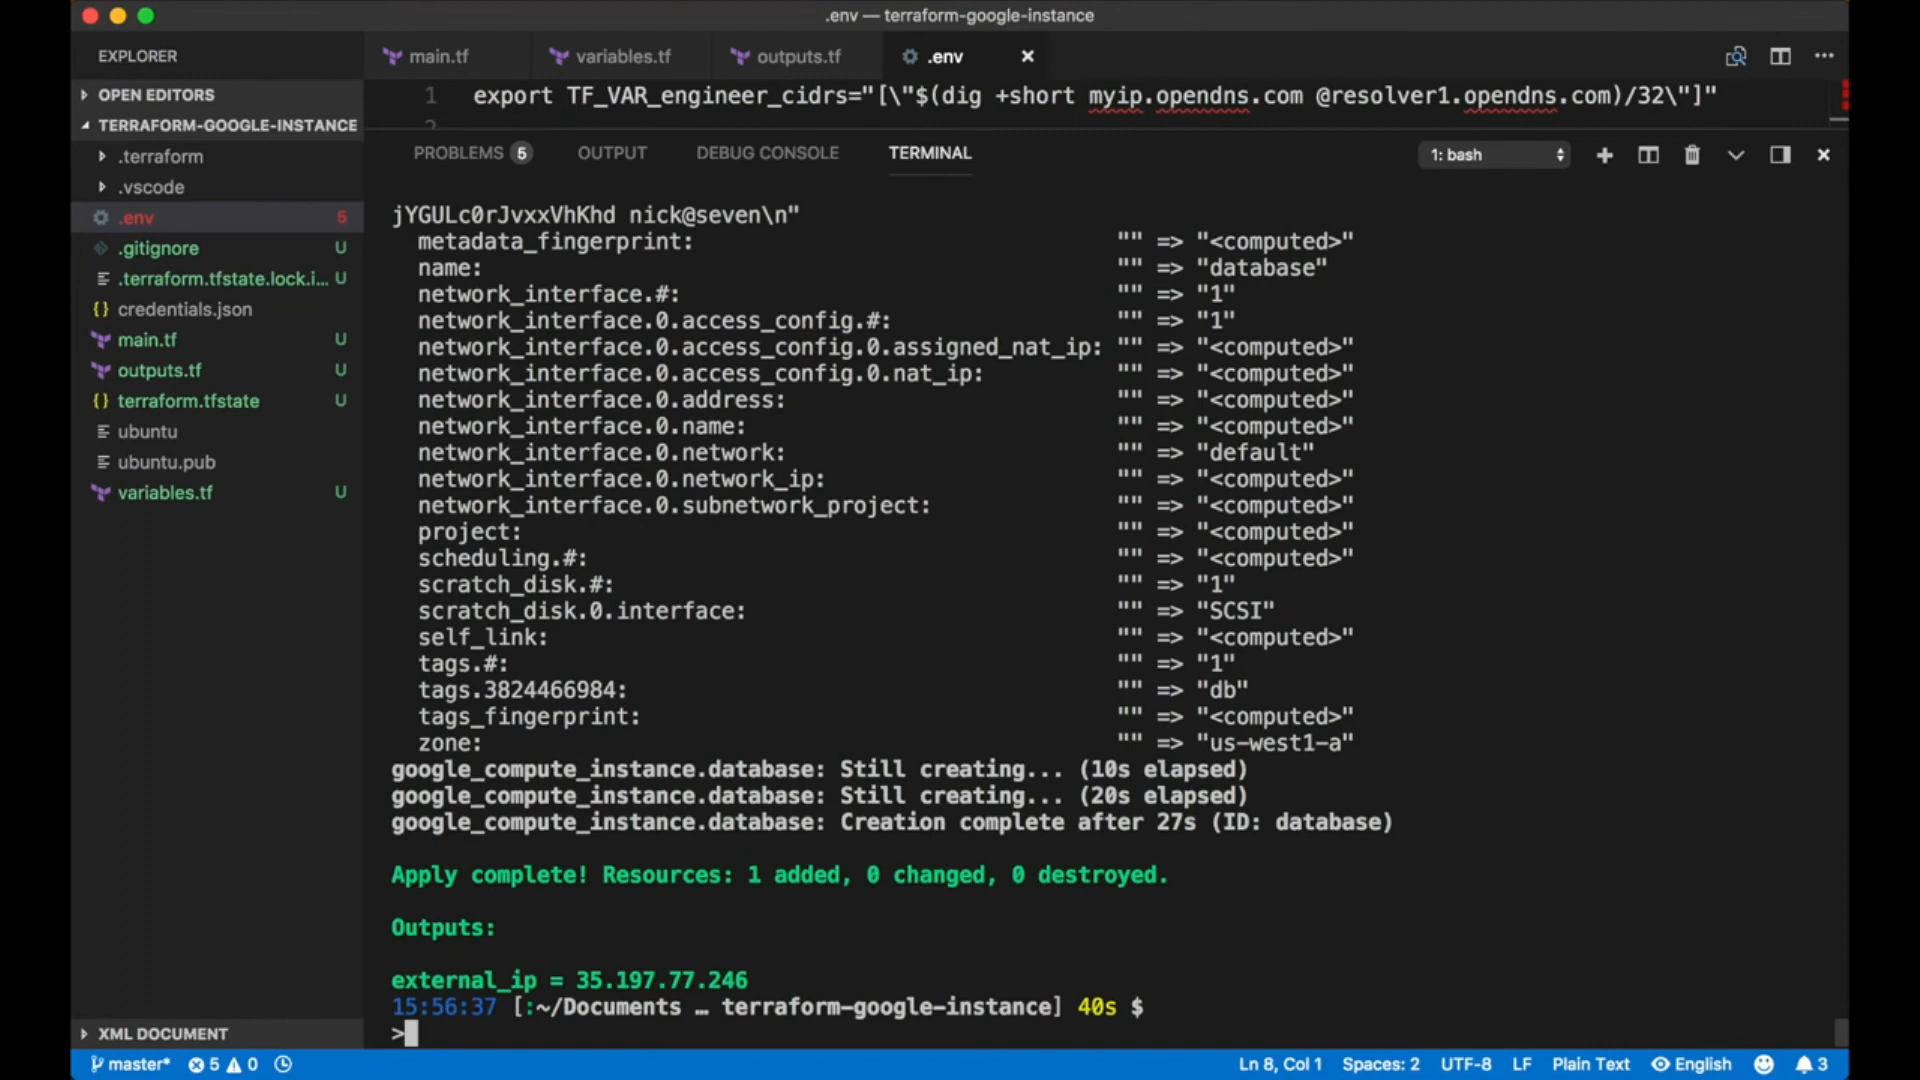 .env — terraform-google-instance
EXPLORER
main.tf
variables.tf
outputs.tf
.env
OPEN EDITORS
TERRAFORM-GOOGLE-INSTANCE
.terraform
.vscode
.env 5
.gitignore U
.terraform.tfstate.lock.i... U
credentials.json
main.tf U
outputs.tf U
terraform.tfstate U
ubuntu
ubuntu.pub
variables.tf U
XML DOCUMENT
1 export TF_VAR_engineer_cidrs="[\"$(dig +short myip.opendns.com @resolver1.opendns.com)/32\"]"
2
PROBLEMS 5 OUTPUT DEBUG CONSOLE TERMINAL 1: bash
jYGULc0rJvxxVhKhd nick@seven\n"
metadata_fingerprint: "" => "<computed>"
name: "" => "database"
network_interface.#: "" => "1"
network_interface.0.access_config.#: "" => "1"
network_interface.0.access_config.0.assigned_nat_ip: "" => "<computed>"
network_interface.0.access_config.0.nat_ip: "" => "<computed>"
network_interface.0.address: "" => "<computed>"
network_interface.0.name: "" => "<computed>"
network_interface.0.network: "" => "default"
network_interface.0.network_ip: "" => "<computed>"
network_interface.0.subnetwork_project: "" => "<computed>"
project: "" => "<computed>"
scheduling.#: "" => "<computed>"
scratch_disk.#: "" => "1"
scratch_disk.0.interface: "" => "SCSI"
self_link: "" => "<computed>"
tags.#: "" => "1"
tags.3824466984: "" => "db"
tags_fingerprint: "" => "<computed>"
zone: "" => "us-west1-a"
google_compute_instance.database: Still creating... (10s elapsed)
google_compute_instance.database: Still creating... (20s elapsed)
google_compute_instance.database: Creation complete after 27s (ID: database)
Apply complete! Resources: 1 added, 0 changed, 0 destroyed.
Outputs:
external_ip = 35.197.77.246
15:56:37 [:~/Documents … terraform-google-instance] 40s $
>
master* 5 0 Ln 8, Col 1 Spaces: 2 UTF-8 LF Plain Text English 3